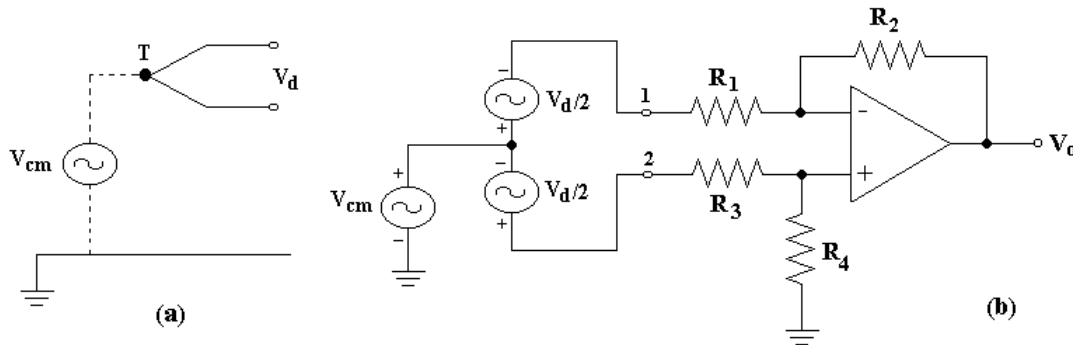 T
V_d
V_cm
(a)
V_d/2
V_d/2
V_cm
1
2
R_1
R_2
R_3
R_4
V_o
(b)
+
-
+
-
+
-
-
+